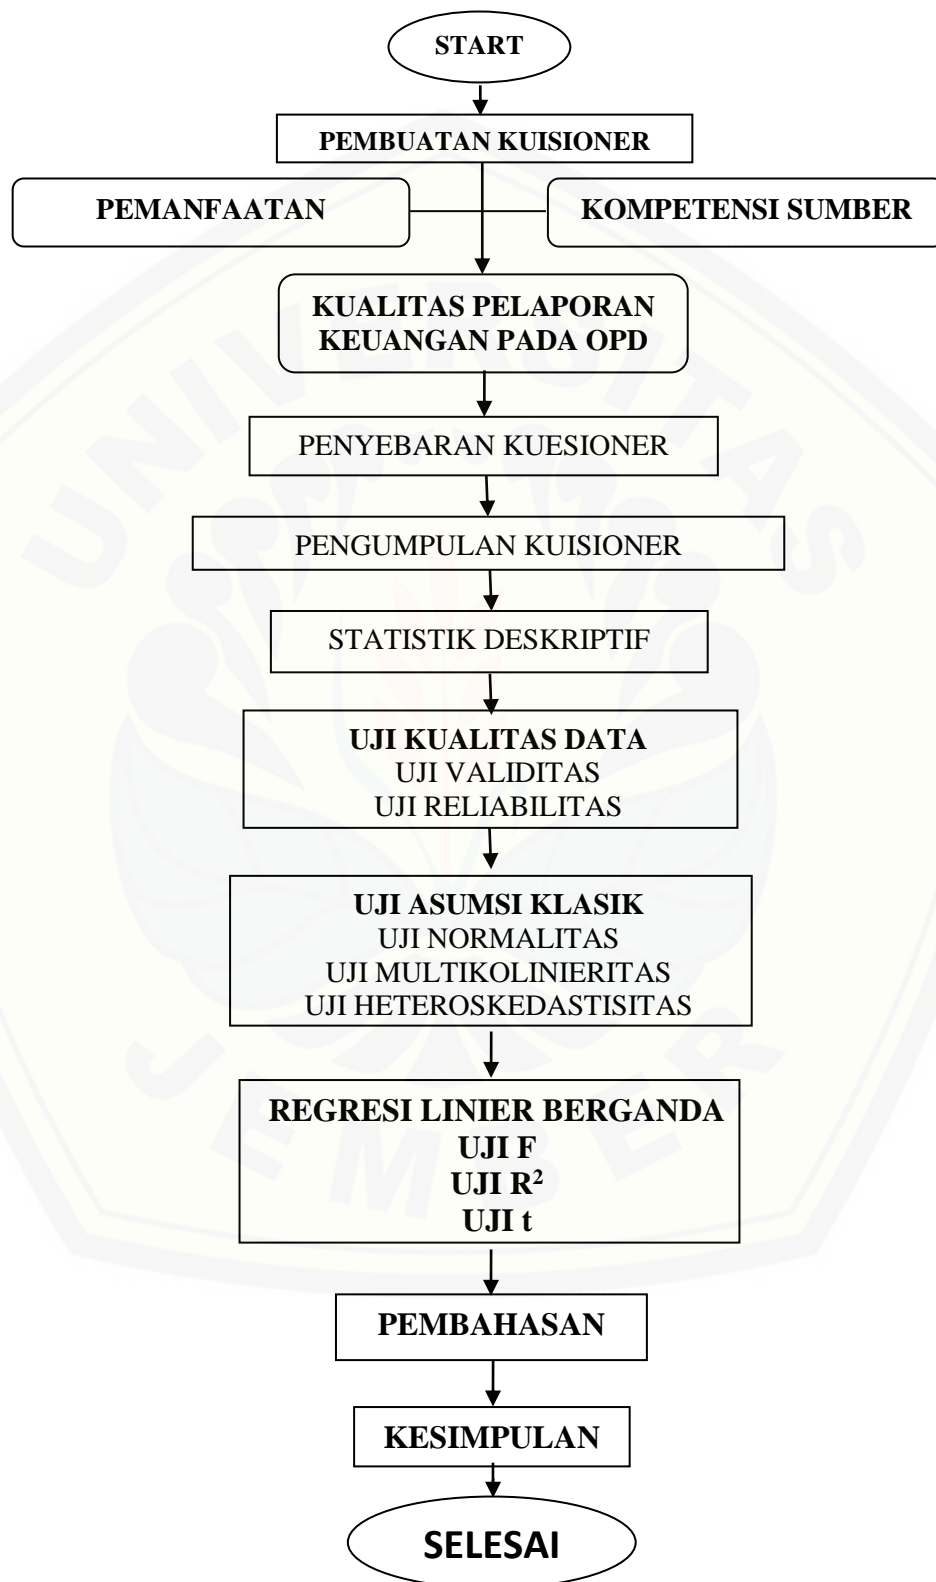 START
PEMBUATAN KUISIONER
PEMANFAATAN
KOMPETENSI SUMBER
KUALITAS PELAPORAN
KEUANGAN PADA OPD
PENYEBARAN KUESIONER
PENGUMPULAN KUISIONER
STATISTIK DESKRIPTIF
UJI KUALITAS DATA
UJI VALIDITAS
UJI RELIABILITAS
UJI ASUMSI KLASIK
UJI NORMALITAS
UJI MULTIKOLINIERITAS
UJI HETEROSKEDASTISITAS
REGRESI LINIER BERGANDA
UJI F
UJI R²
UJI t
PEMBAHASAN
KESIMPULAN
SELESAI
UNIVERSITAS
JEMBER